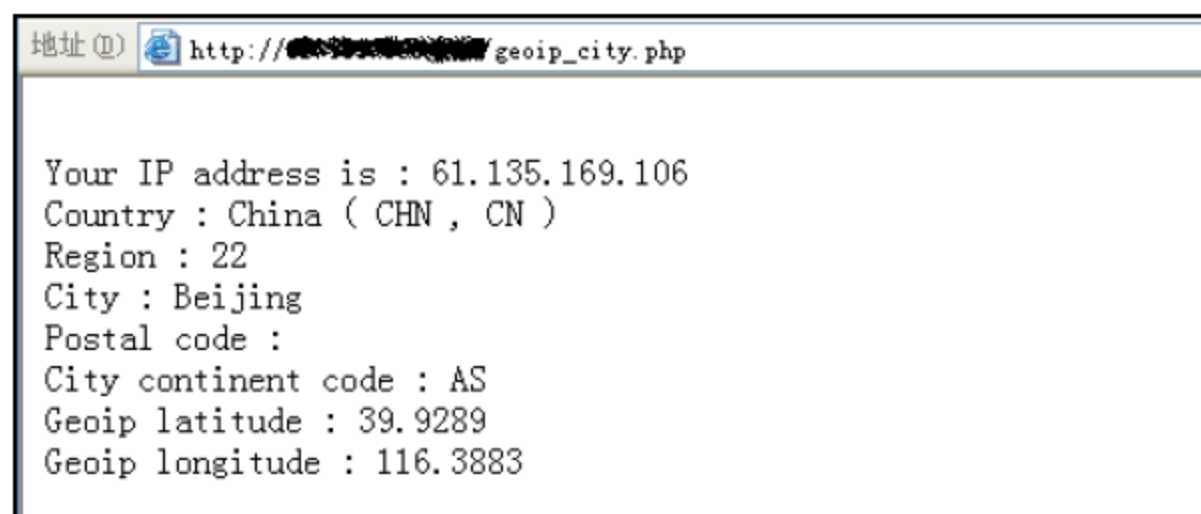 地址(D) http:///geoip_city.php
Your IP address is : 61.135.169.106
Country : China ( CHN , CN )
Region : 22
City : Beijing
Postal code :
City continent code : AS
Geoip latitude : 39.9289
Geoip longitude : 116.3883